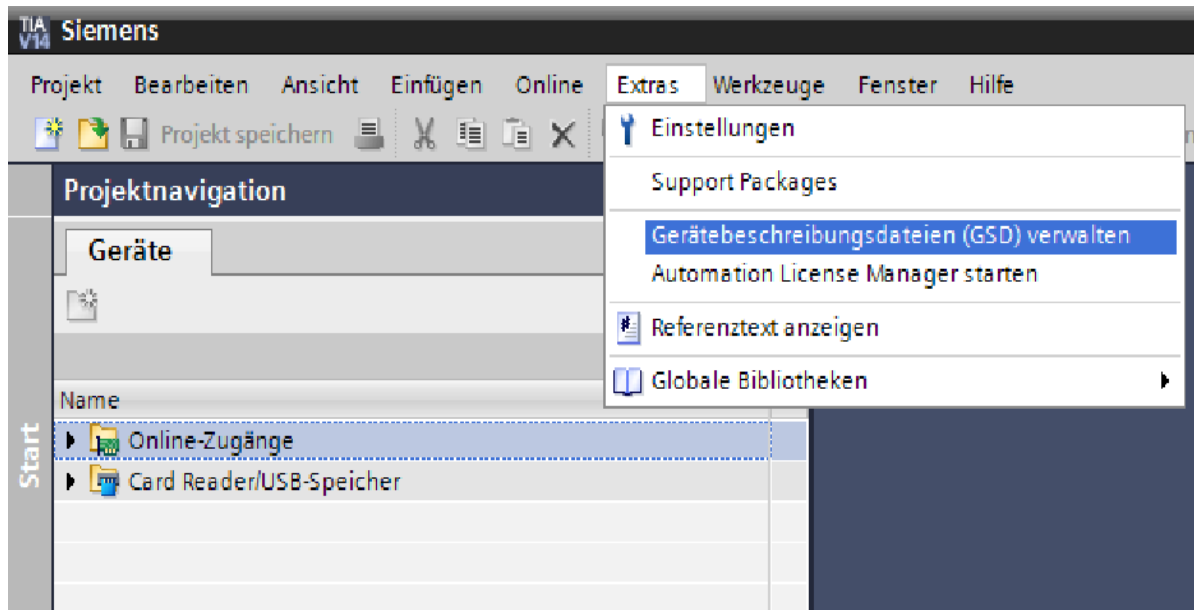 TIA V14 Siemens
Projekt Bearbeiten Ansicht Einfügen Online Extras Werkzeuge Fenster Hilfe
Projekt speichern
Einstellungen
Support Packages
Gerätebeschreibungsdateien (GSD) verwalten
Automation License Manager starten
Referenztext anzeigen
Globale Bibliotheken
Projektnavigation
Geräte
Name
Online-Zugänge
Card Reader/USB-Speicher
Start